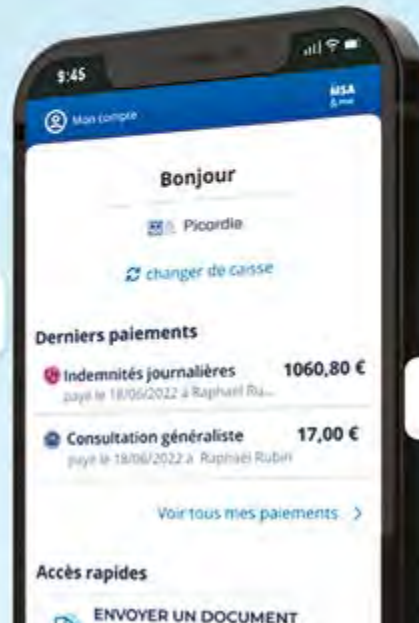 9:45
Mon compte
MSA
& moi
Bonjour
Picardie
changer de caisse
Derniers paiements
Indemnités journalières 1060,80 €
payé le 18/06/2022 à Raphaël Ru...
Consultation généraliste 17,00 €
payé le 18/06/2022 à Raphaël Rubin
Voir tous mes paiements >
Accès rapides
ENVOYER UN DOCUMENT